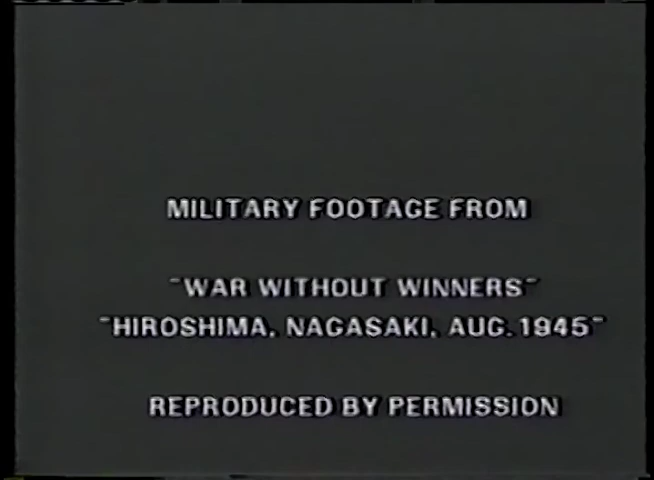 MILITARY FOOTAGE FROM
"WAR WITHOUT WINNERS"
"HIROSHIMA, NAGASAKI, AUG. 1945"
REPRODUCED BY PERMISSION